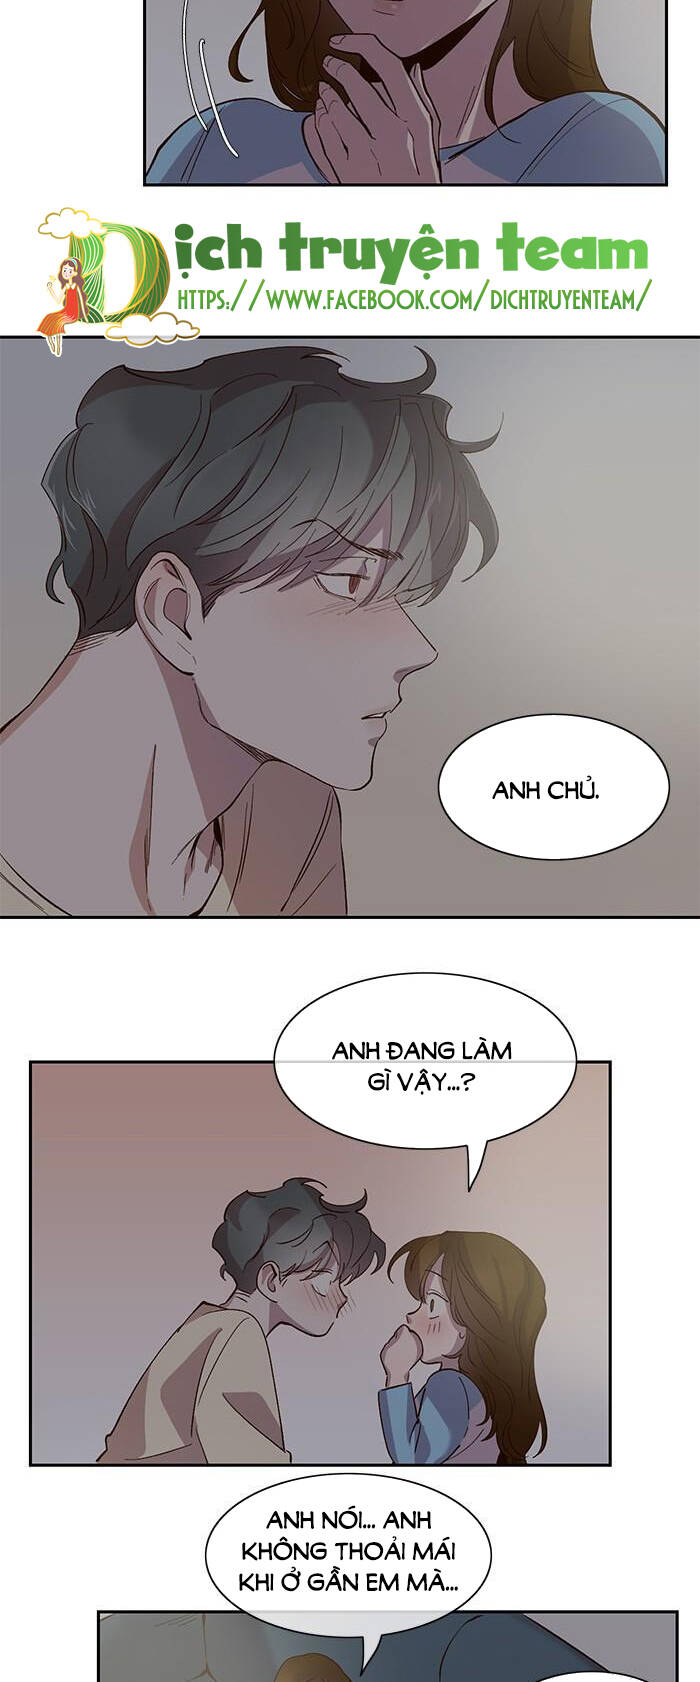 Dịch truyện team
HTTPS://WWW.FACEBOOK.COM/DICHTRUYENTEAM/
ANH CHỦ.
ANH ĐANG LÀM
GÌ VẬY...?
ANH NÓI... ANH
KHÔNG THOẢI MÁI
KHI Ở GẦN EM MÀ...